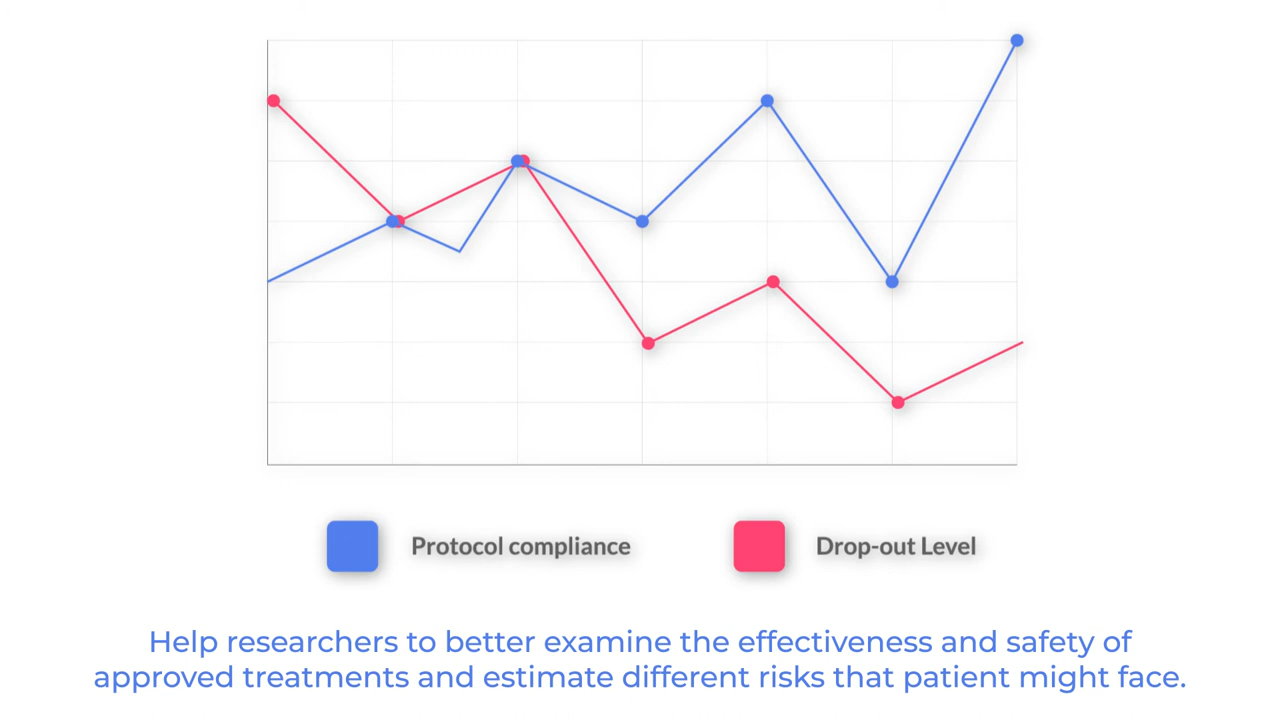 Protocol compliance
Drop-out Level
Help researchers to better examine the effectiveness and safety of
approved treatments and estimate different risks that patient might face.